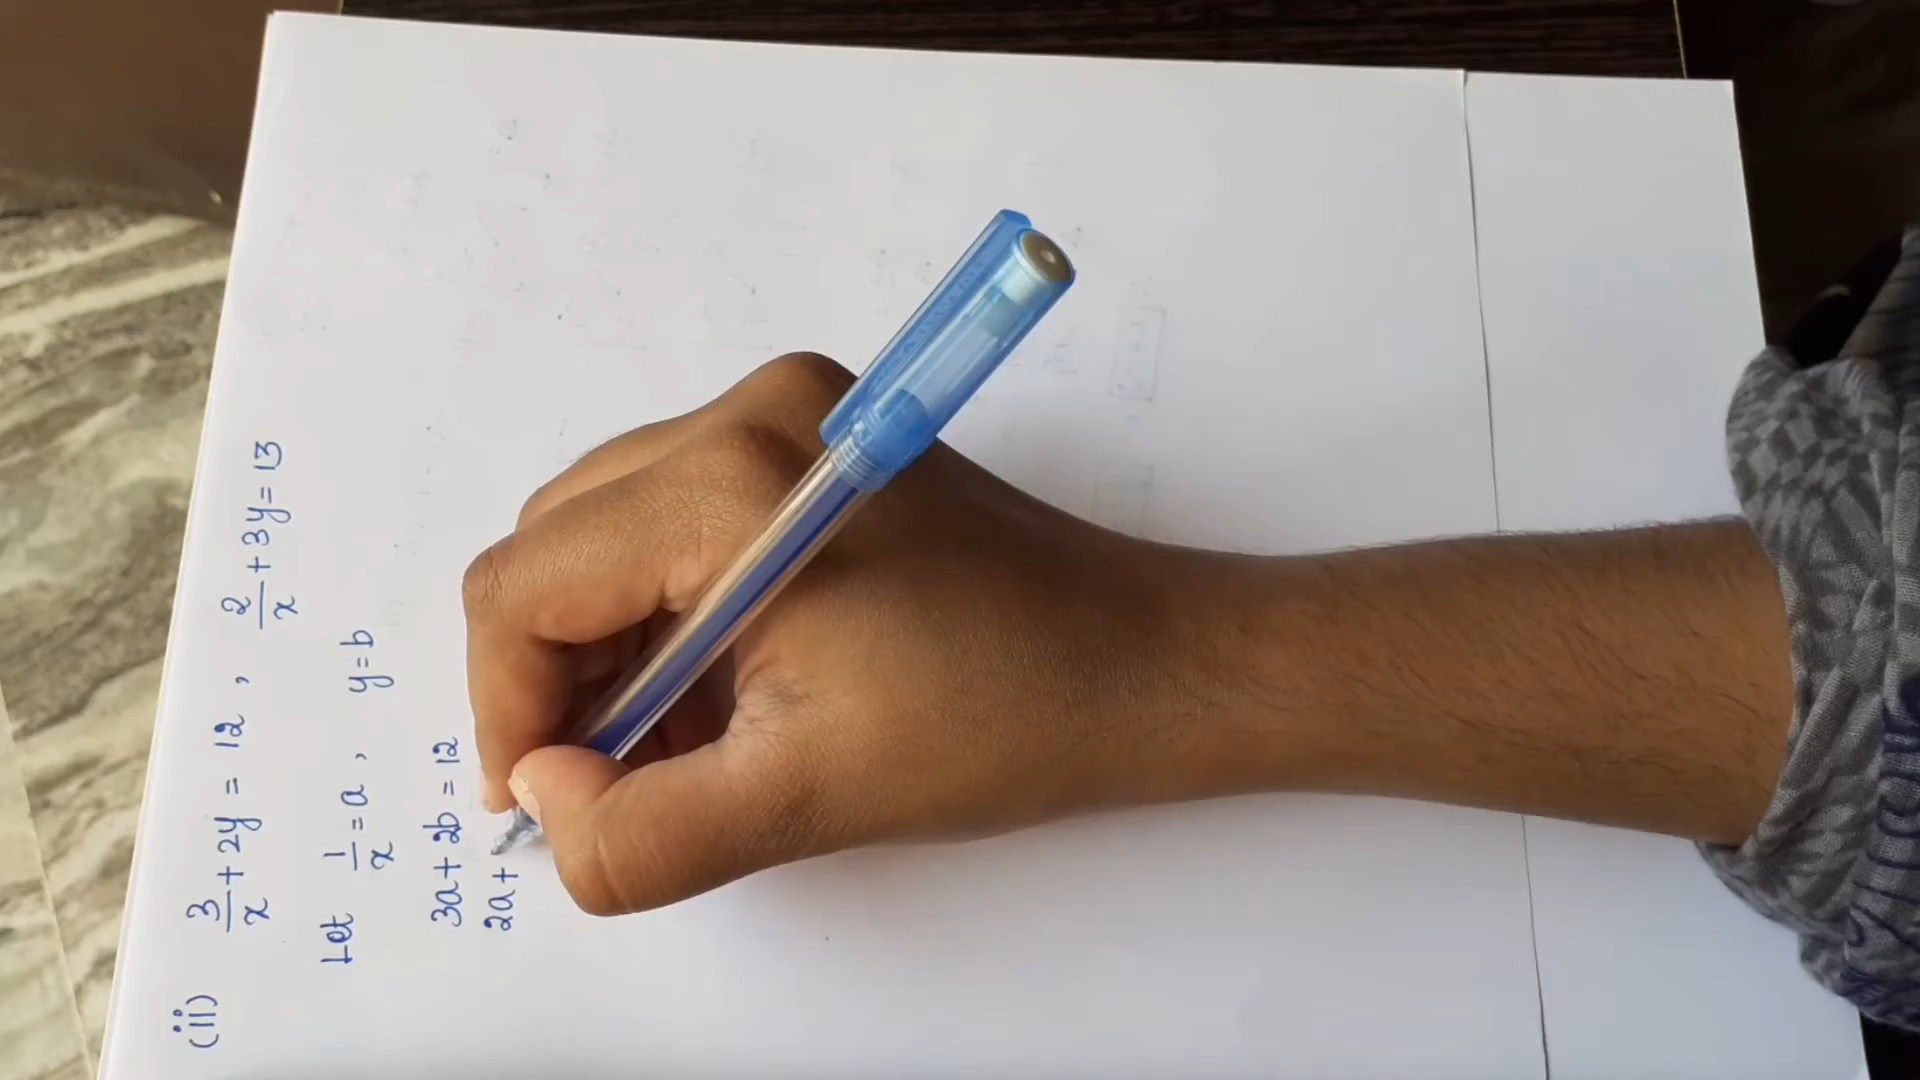 (ii) 3/x + 2y = 12 , 2/x + 3y = 13
Let 1/x = a , y = b
3a + 2b = 12
2a +